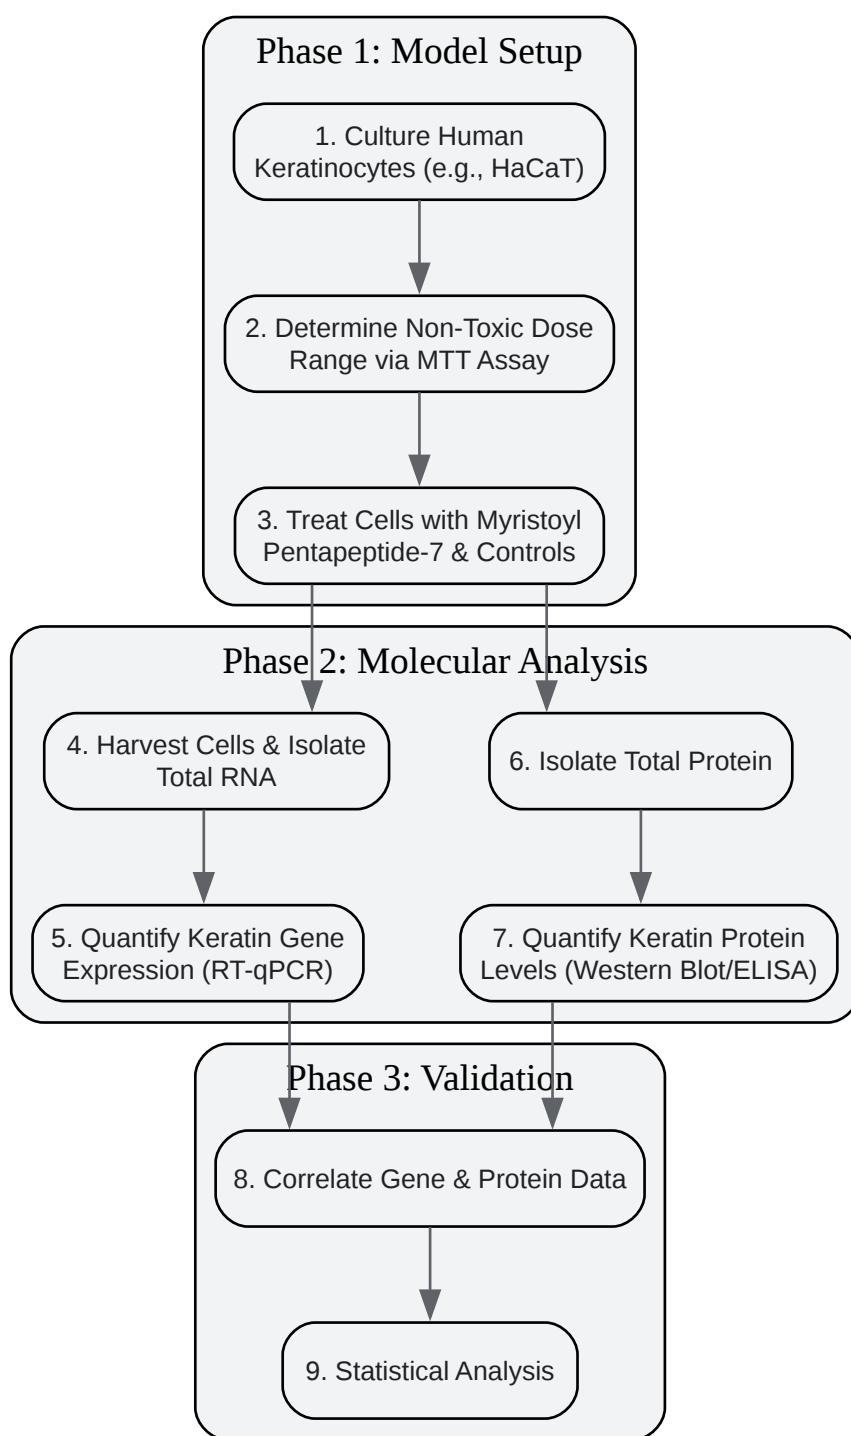 Phase 1: Model Setup
1. Culture Human
Keratinocytes (e.g., HaCaT)
2. Determine Non-Toxic Dose
Range via MTT Assay
3. Treat Cells with Myristoyl
Pentapeptide-7 & Controls
Phase 2: Molecular Analysis
4. Harvest Cells & Isolate
Total RNA
5. Quantify Keratin Gene
Expression (RT-qPCR)
6. Isolate Total Protein
7. Quantify Keratin Protein
Levels (Western Blot/ELISA)
Phase 3: Validation
8. Correlate Gene & Protein Data
9. Statistical Analysis